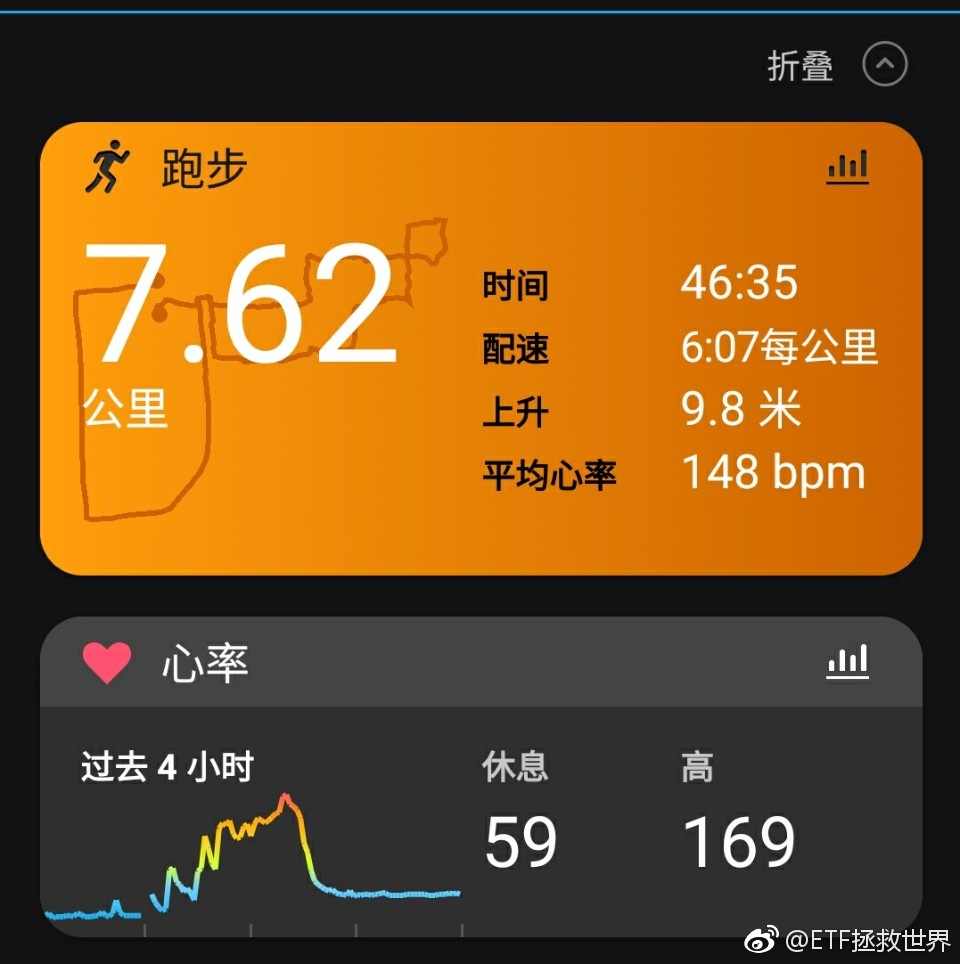 折叠
跑步
7.62
公里
时间 46:35
配速 6:07每公里
上升 9.8 米
平均心率 148 bpm
心率
过去 4 小时
休息 高
59 169
@ETF拯救世界